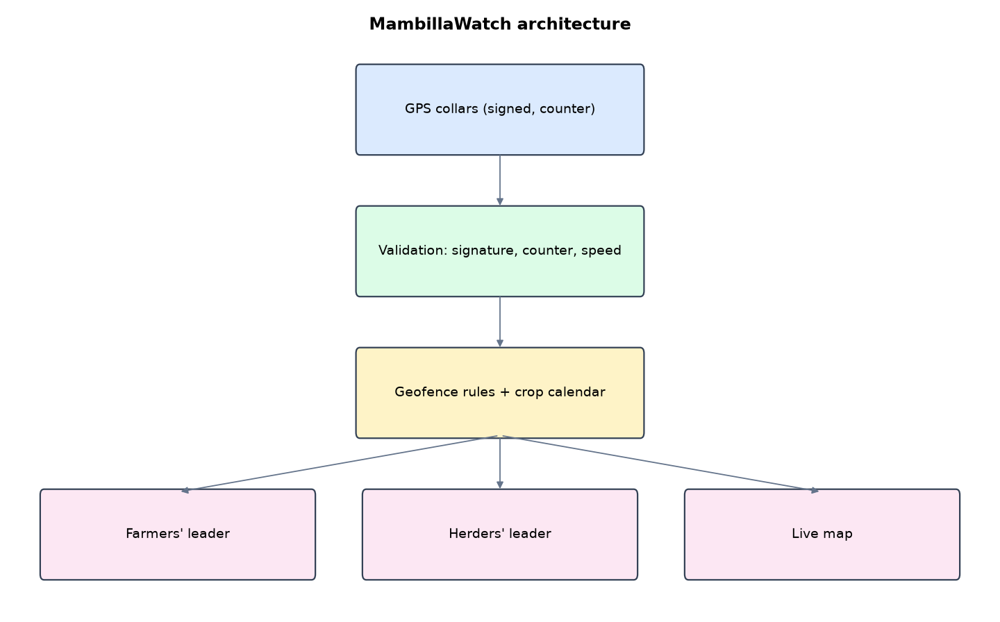 MambillaWatch architecture
GPS collars (signed, counter)
Validation: signature, counter, speed
Geofence rules + crop calendar
Farmers' leader
Herders' leader
Live map